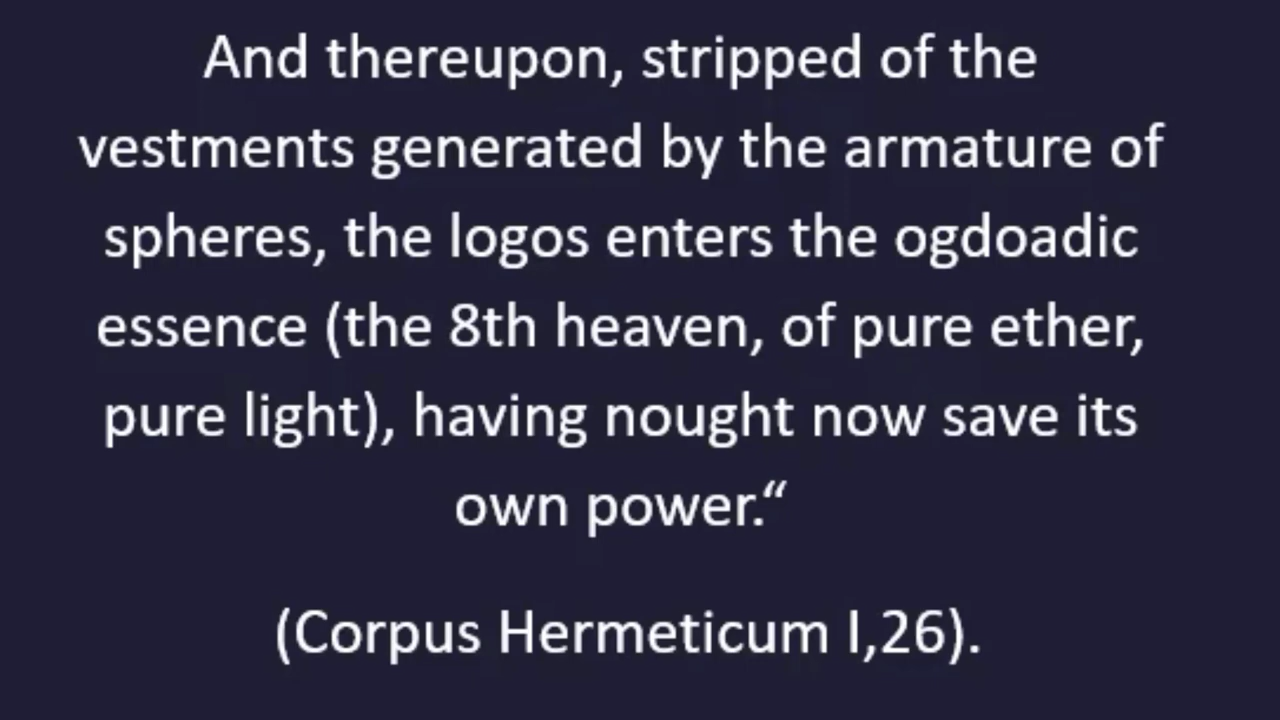 And thereupon, stripped of the
vestments generated by the armature of
spheres, the logos enters the ogdoadic
essence (the 8th heaven, of pure ether,
pure light), having nought now save its
own power.“
(Corpus Hermeticum I,26).